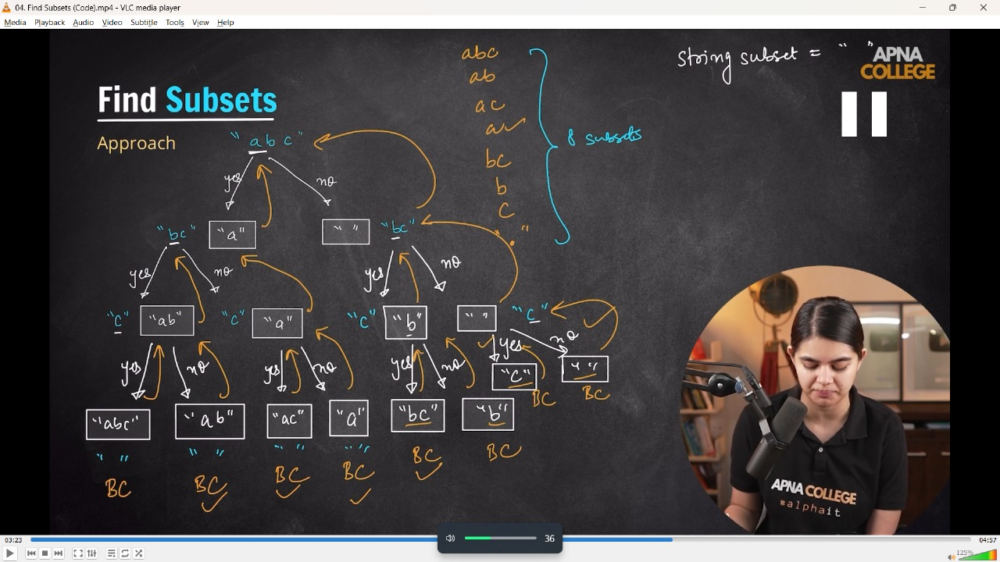 04. Find Subsets (Code).mp4 - VLC media player
Media Playback Audio Video Subtitle Tools View Help
abc
ab
ac
a
bc
b
c
" "
8 subsets
string subset = " "
APNA
COLLEGE
Find Subsets
Approach
"abc"
yes no
"bc" "a" " " "bc"
yes no yes no
"c" "ab" "c" "a" "c" "b" " " "c"
yes no yes no yes no yes no
"c" " "
BC BC
"abc" "ab" "ac" "a" "bc" "b"
" " " " " " " "
BC BC BC BC BC BC
APNA COLLEGE
#alphait
03:23 36 04:57
125%